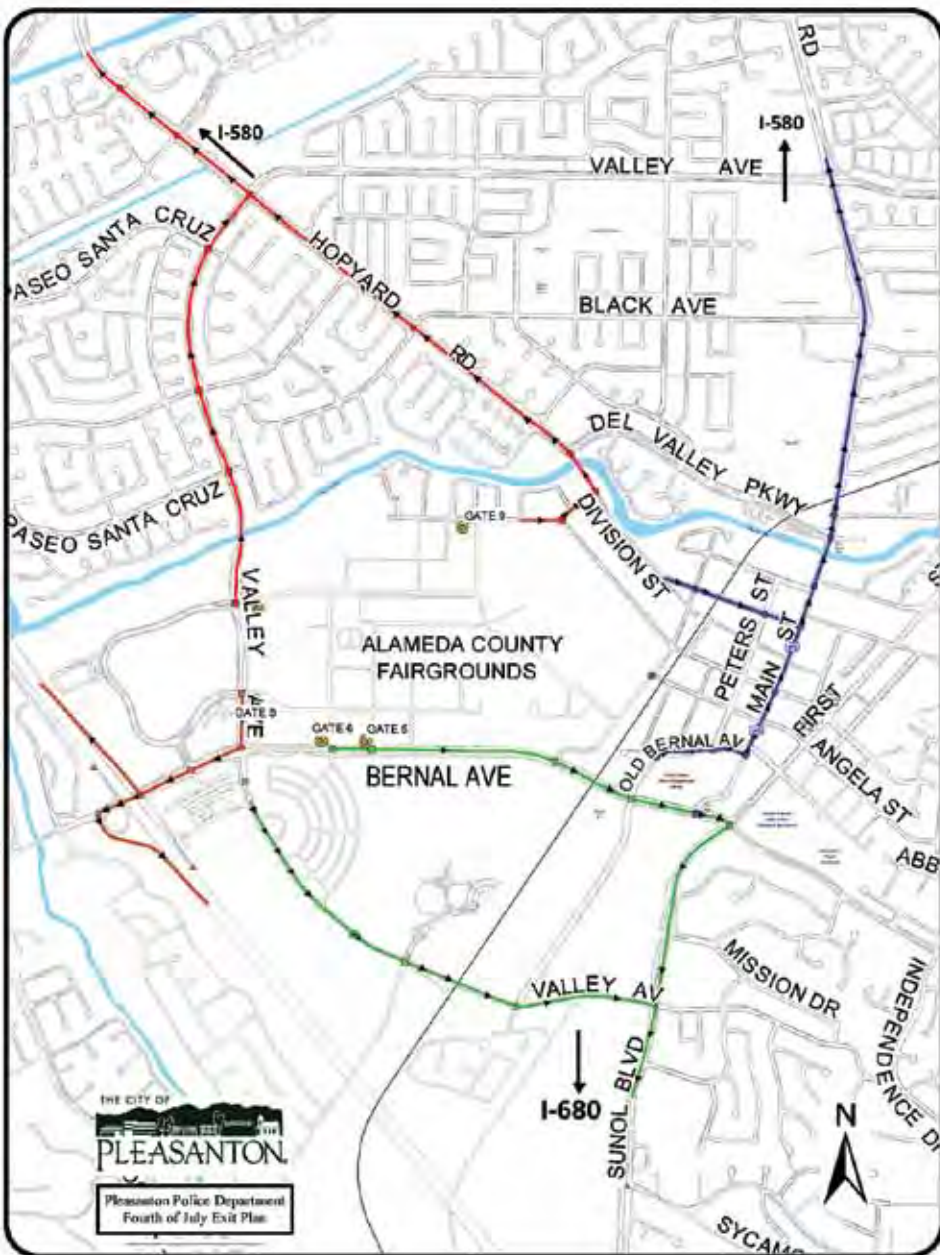 RD
I-580
I-580
VALLEY AVE
PASEO SANTA CRUZ
HOPYARD RD
BLACK AVE
DEL VALLEY PKWY
PASEO SANTA CRUZ
GATE 9
DIVISION ST
VALLEY AVE
PETERS ST
MAIN ST
ALAMEDA COUNTY
FAIRGROUNDS
FIRST
GATE 6
GATE 5
OLD BERNAL AV
ANGELA ST
BERNAL AVE
ABB
MISSION DR
INDEPENDENCE DR
VALLEY AV
I-680
SUNOL BLVD
N
THE CITY OF
PLEASANTON
Pleasanton Police Department
Fourth of July Exit Plan
SYCAM